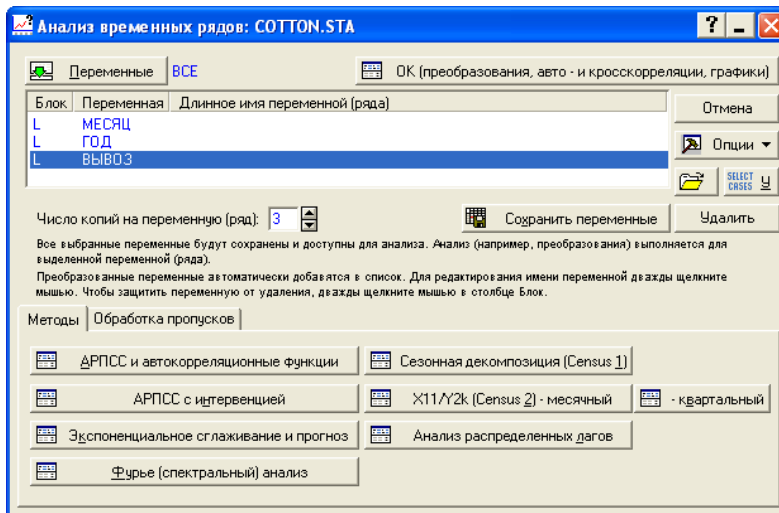 Анализ временных рядов: COTTON.STA
Переменные ВСЕ OK (преобразования, авто - и кросскорреляции, графики)
Блок Переменная Длинное имя переменной (ряда)
L МЕСЯЦ
L ГОД
L ВЫВОЗ
Отмена
Опции
SELECT CASES У
Число копий на переменную (ряд): 3 Сохранить переменные Удалить
Все выбранные переменные будут сохранены и доступны для анализа. Анализ (например, преобразования) выполняется для
выделенной переменной (ряда).
Преобразованные переменные автоматически добавятся в список. Для редактирования имени переменной дважды щелкните
мышью. Чтобы защитить переменную от удаления, дважды щелкните мышью в столбце Блок.
Методы Обработка пропусков
АРПСС и автокорреляционные функции Сезонная декомпозиция (Census 1)
АРПСС с интервенцией X11/Y2k (Census 2) - месячный - квартальный
Экспоненциальное сглаживание и прогноз Анализ распределенных лагов
Фурье (спектральный) анализ